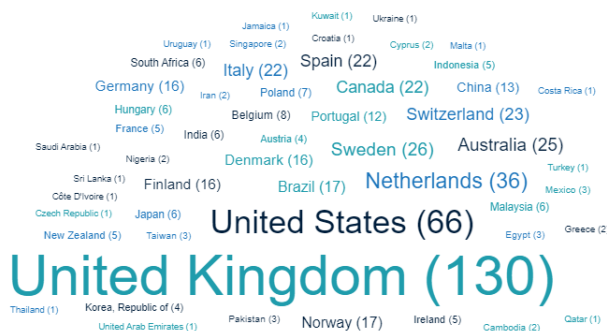 Kuwait (1)
Ukraine (1)
Jamaica (1)
Croatia (1)
Uruguay (1)
Singapore (2)
Cyprus (2)
Malta (1)
South Africa (6)
Italy (22)
Spain (22)
Indonesia (5)
Germany (16)
Iran (2)
Poland (7)
Canada (22)
China (13)
Costa Rica (1)
Hungary (6)
Belgium (8)
Portugal (12)
Switzerland (23)
France (5)
India (6)
Austria (4)
Sweden (26)
Australia (25)
Saudi Arabia (1)
Nigeria (2)
Denmark (16)
Turkey (1)
Sri Lanka (1)
Finland (16)
Brazil (17)
Netherlands (36)
Mexico (3)
Côte D'Ivoire (1)
Czech Republic (1)
Japan (6)
United States (66)
Malaysia (6)
New Zealand (5)
Taiwan (3)
Egypt (3)
Greece (2
United Kingdom (130)
Thailand (1)
Korea, Republic of (4)
United Arab Emirates (1)
Pakistan (3)
Norway (17)
Ireland (5)
Cambodia (2)
Qatar (1)